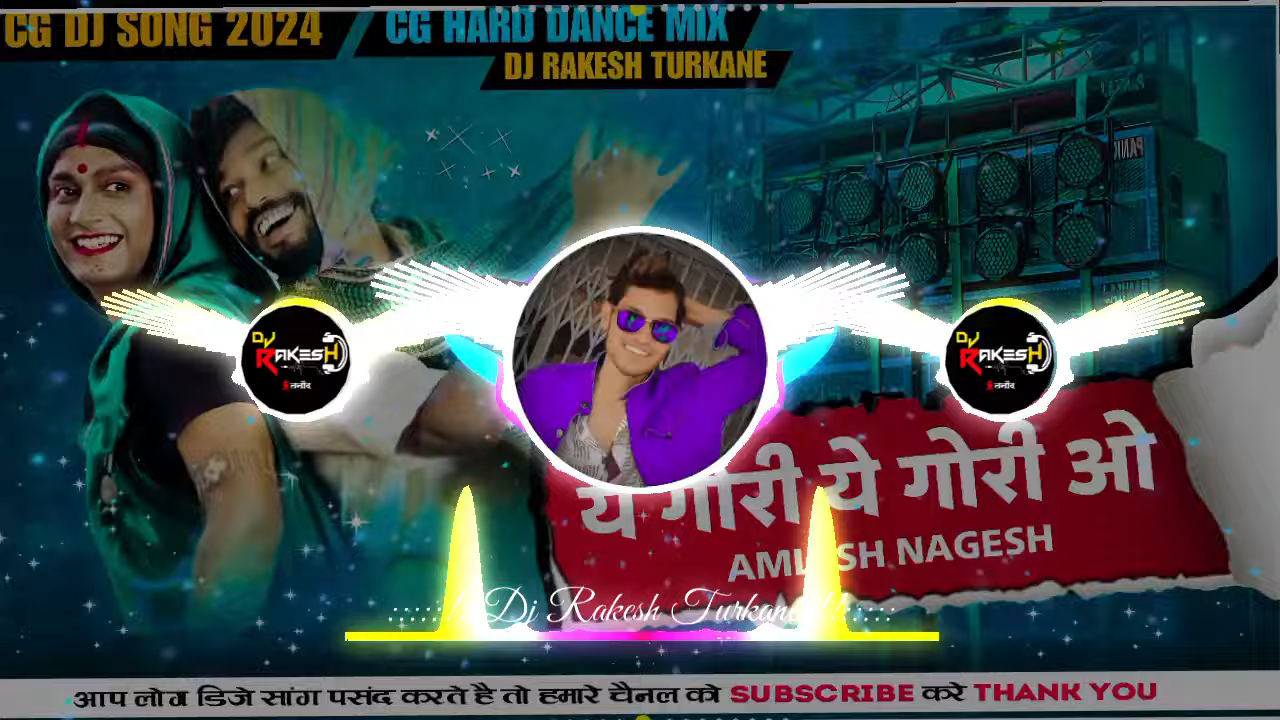 CG DJ SONG 2024
CG HARD DANCE MIX
DJ RAKESH TURKANE
DJ
RAKESH
DJ
RAKESH
ये गोरी ये गोरी ओ
NAGESH
Dj Rakesh Turkane
आप लोग डिजे सांग पसंद करते है तो हमारे चैनल को SUBSCRIBE करे THANK YOU